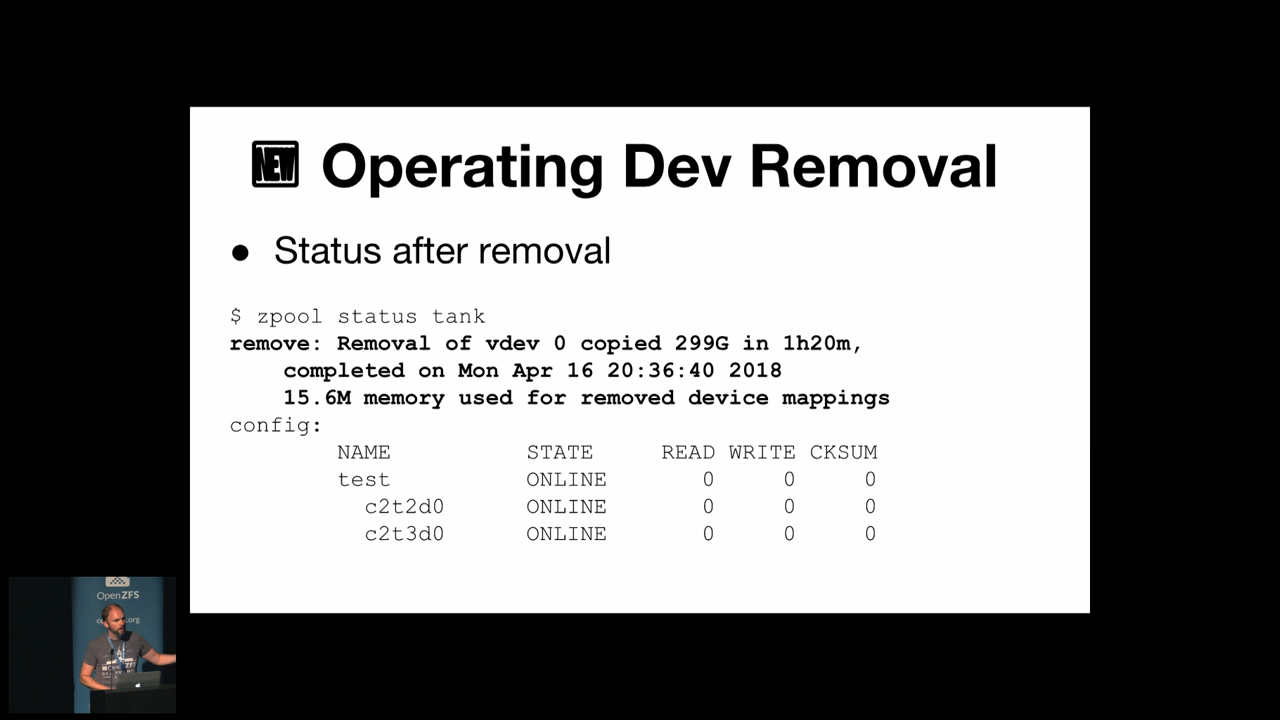 NEW Operating Dev Removal
● Status after removal
$ zpool status tank
remove: Removal of vdev 0 copied 299G in 1h20m,
completed on Mon Apr 16 20:36:40 2018
15.6M memory used for removed device mappings
config:
NAME STATE READ WRITE CKSUM
test ONLINE 0 0 0
c2t2d0 ONLINE 0 0 0
c2t3d0 ONLINE 0 0 0
OpenZFS